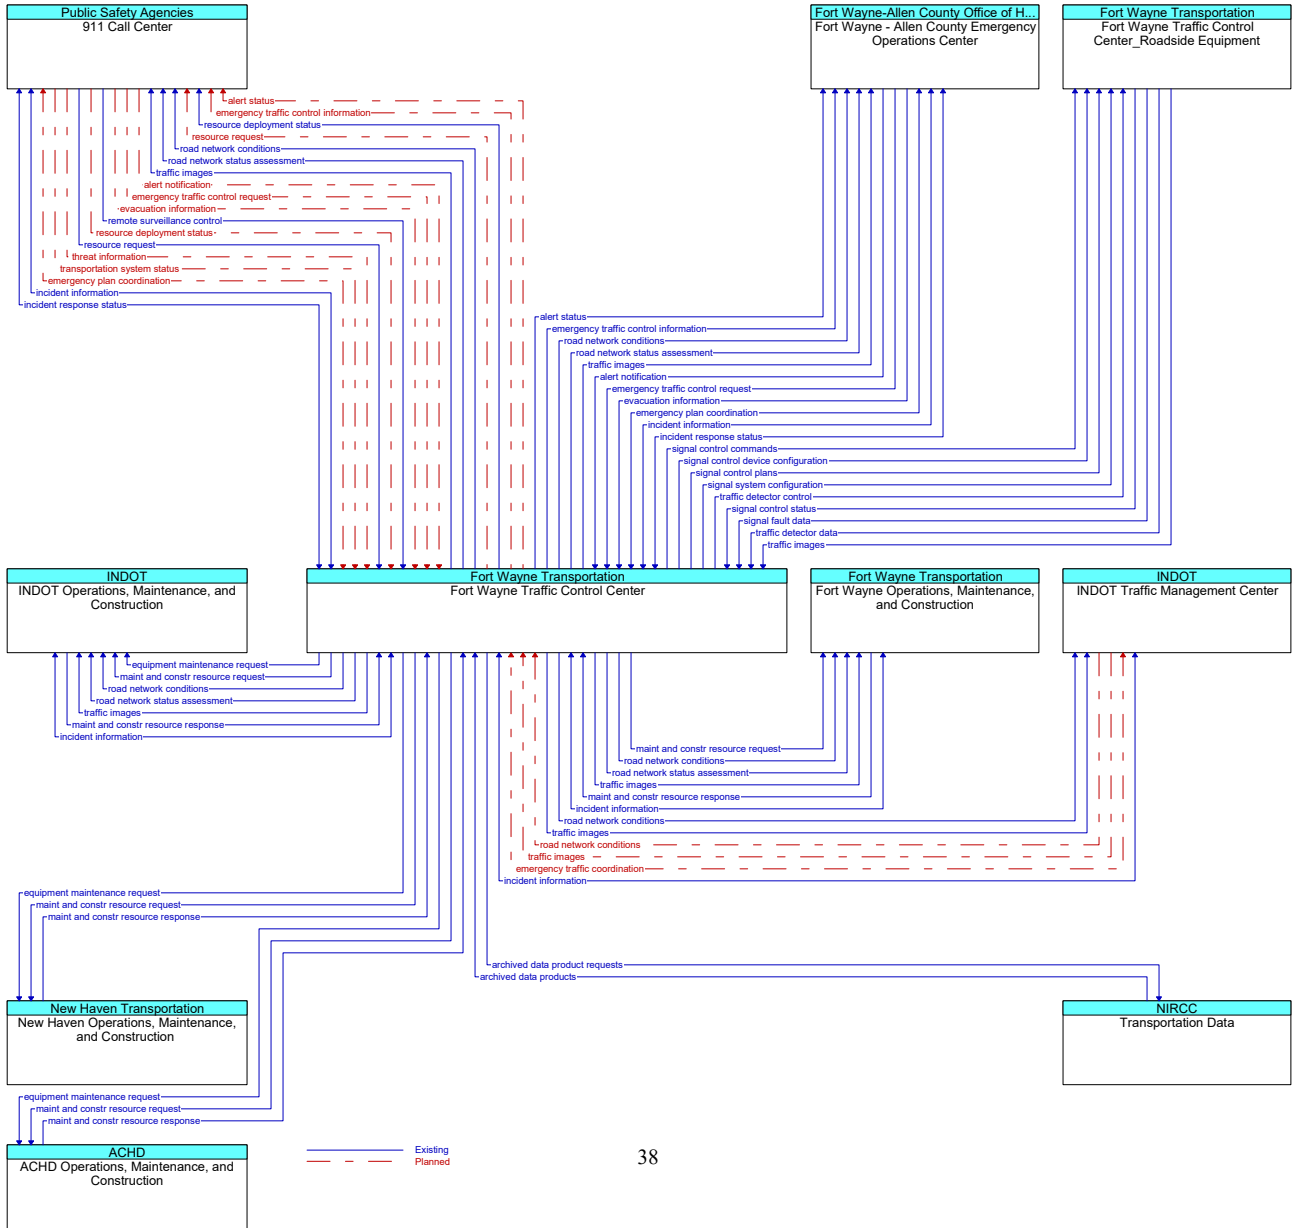 Public Safety Agencies
911 Call Center
Fort Wayne-Allen County Office of H...
Fort Wayne - Allen County Emergency
Operations Center
Fort Wayne Transportation
Fort Wayne Traffic Control
Center_Roadside Equipment
alert status
emergency traffic control information
resource deployment status
resource request
road network conditions
road network status assessment
traffic images
alert notification
emergency traffic control request
evacuation information
remote surveillance control
resource deployment status
resource request
threat information
transportation system status
emergency plan coordination
incident information
incident response status
alert status
emergency traffic control information
road network conditions
road network status assessment
traffic images
alert notification
emergency traffic control request
evacuation information
emergency plan coordination
incident information
incident response status
signal control commands
signal control device configuration
signal control plans
signal system configuration
traffic detector control
signal control status
signal fault data
traffic detector data
traffic images
INDOT
INDOT Operations, Maintenance, and
Construction
Fort Wayne Transportation
Fort Wayne Traffic Control Center
Fort Wayne Transportation
Fort Wayne Operations, Maintenance,
and Construction
INDOT
INDOT Traffic Management Center
equipment maintenance request
maint and constr resource request
road network conditions
road network status assessment
traffic images
maint and constr resource response
incident information
maint and constr resource request
road network conditions
road network status assessment
traffic images
maint and constr resource response
incident information
road network conditions
traffic images
road network conditions
traffic images
emergency traffic coordination
incident information
equipment maintenance request
maint and constr resource request
maint and constr resource response
archived data product requests
archived data products
New Haven Transportation
New Haven Operations, Maintenance,
and Construction
NIRCC
Transportation Data
equipment maintenance request
maint and constr resource request
maint and constr resource response
ACHD
ACHD Operations, Maintenance, and
Construction
Existing
Planned
38